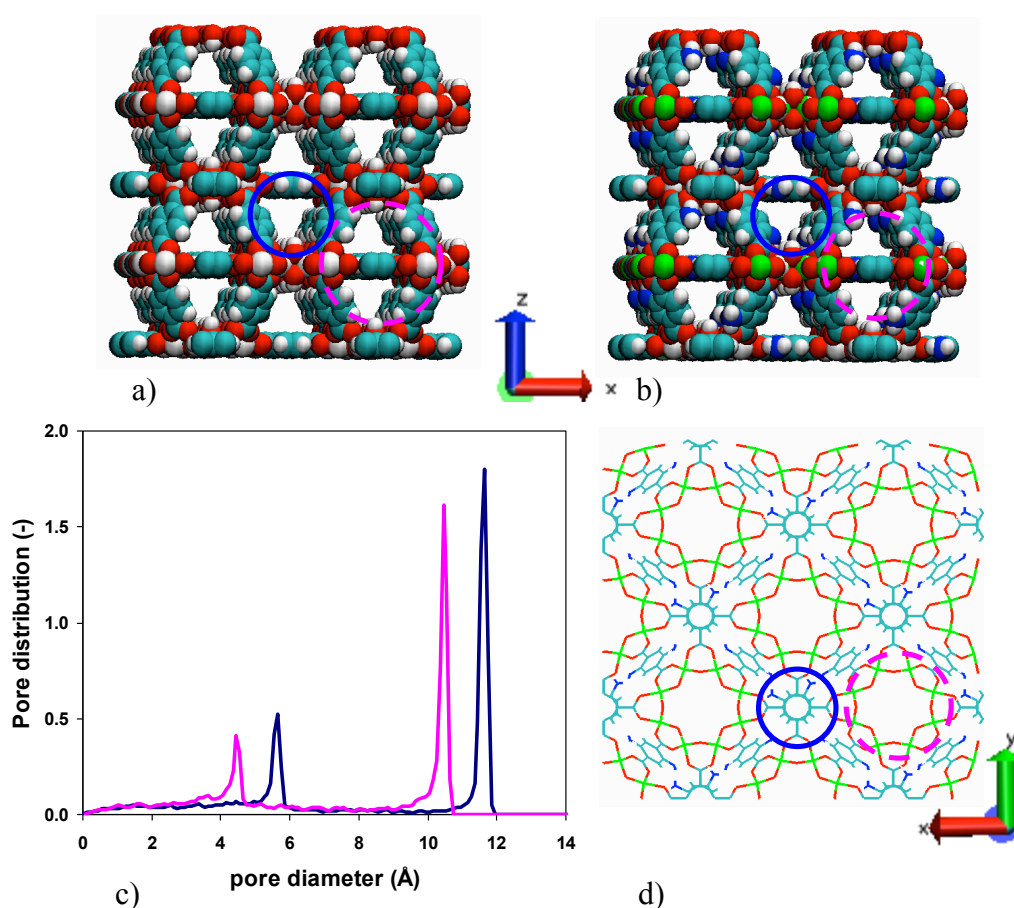 z
x
a)
b)
2.0
1.5
1.0
0.5
0.0
Pore distribution (-)
0 2 4 6 8 10 12 14
pore diameter (Å)
c)
y
x
d)